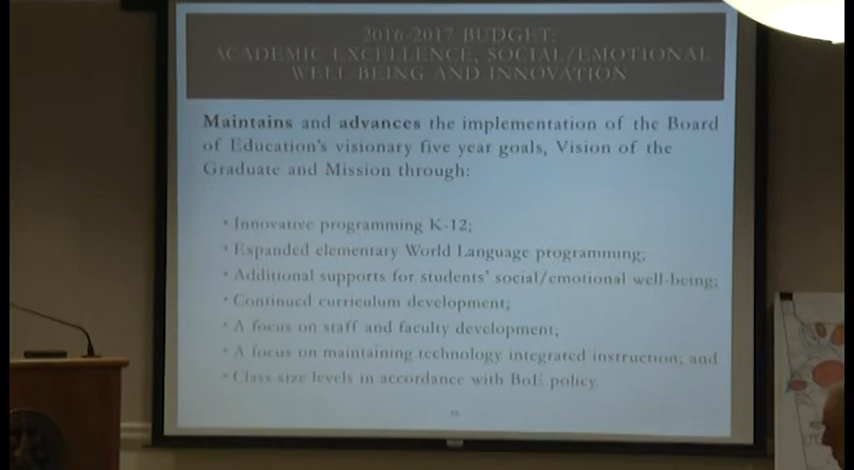 2016-2017 BUDGET:
ACADEMIC EXCELLENCE, SOCIAL/EMOTIONAL
WELL-BEING AND INNOVATION
Maintains and advances the implementation of the Board
of Education's visionary five year goals, Vision of the
Graduate and Mission through:
• Innovative programming K-12;
• Expanded elementary World Language programming;
• Additional supports for students' social/emotional well-being;
• Continued curriculum development;
• A focus on staff and faculty development;
• A focus on maintaining technology integrated instruction; and
• Class size levels in accordance with BoE policy.